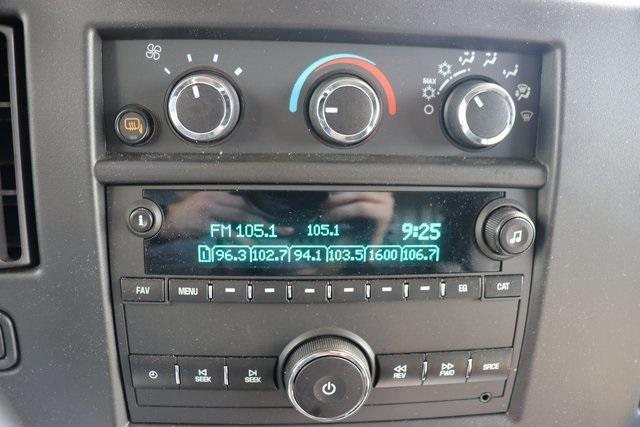 MAX
FM 105.1 105.1 9:25
1 96.3 102.7 94.1 103.5 1600 106.7
FAV MENU EQ CAT
SEEK SEEK REV FWD SRCE